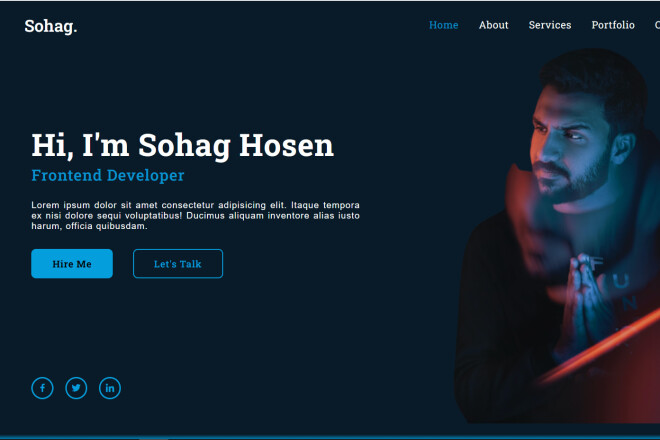 Sohag.
Home About Services Portfolio
Hi, I'm Sohag Hosen
Frontend Developer
Lorem ipsum dolor sit amet consectetur adipisicing elit. Itaque tempora
ex nisi dolore sequi voluptatibus! Ducimus aliquam inventore alias iusto
harum, officia quibusdam.
Hire Me Let's Talk
F
U
N